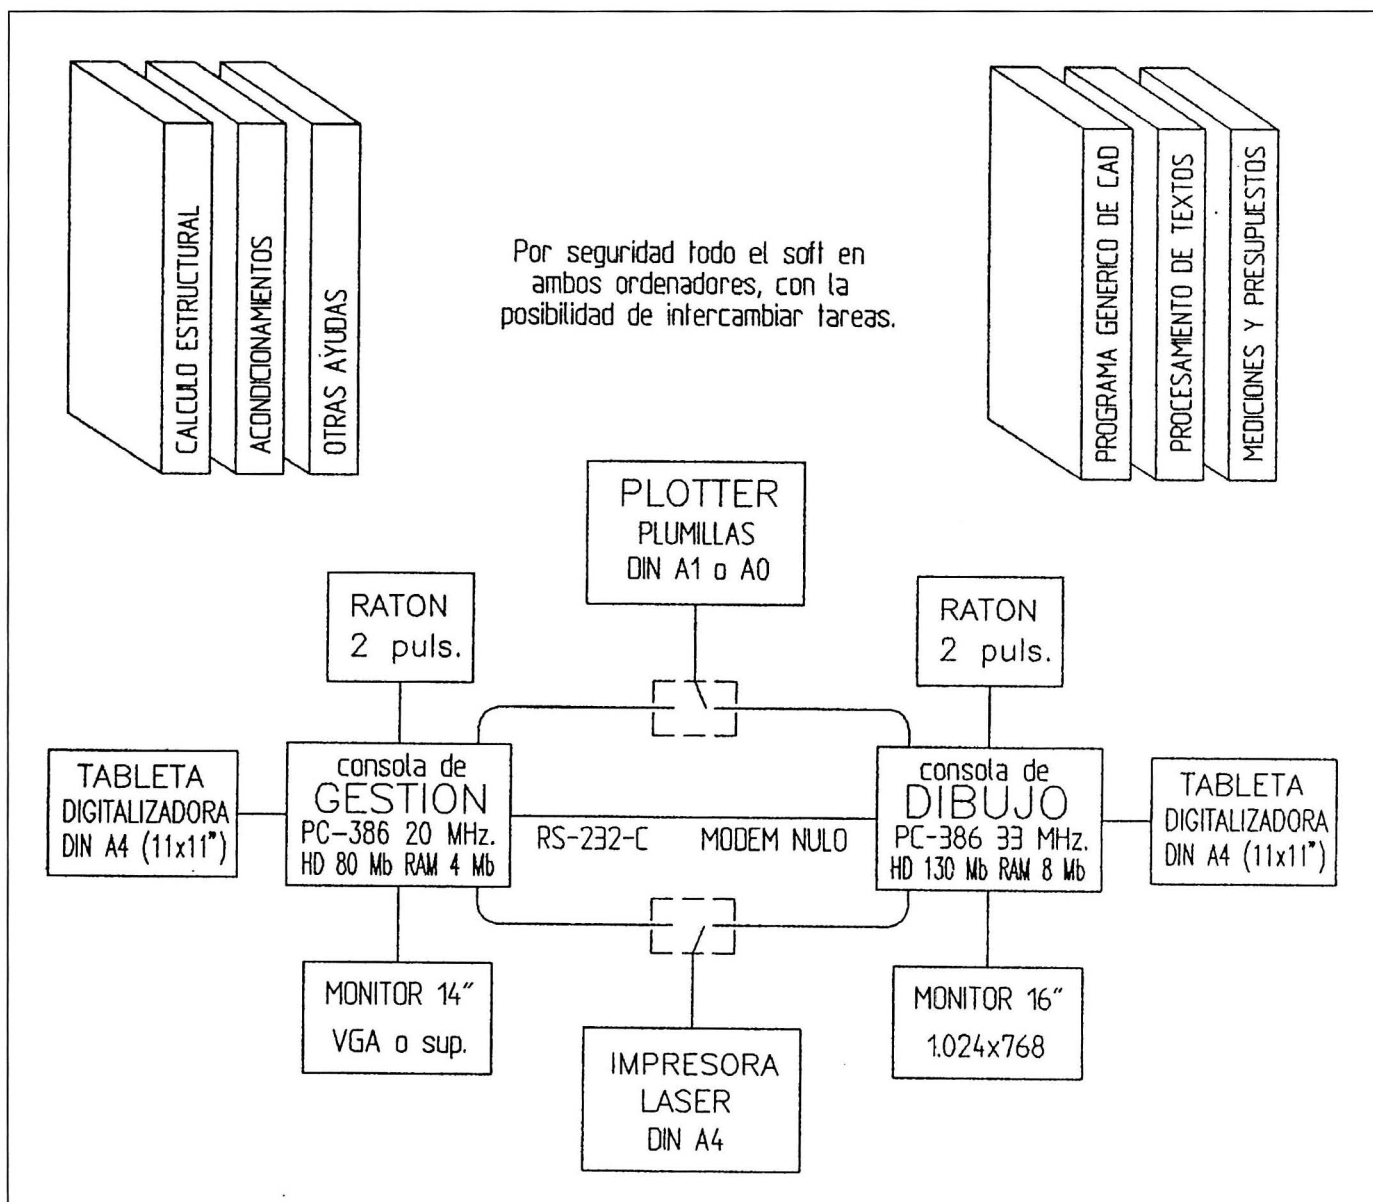 CALCULO ESTRUCTURAL
ACONDICIONAMIENTOS
OTRAS AYUDAS
Por seguridad todo el soft en
ambos ordenadores, con la
posibilidad de intercambiar tareas.
PROGRAMA GENERICO DE CAD
PROCESAMIENTO DE TEXTOS
MEDICIONES Y PRESUPUESTOS
PLOTTER
PLUMILLAS
DIN A1 o A0
RATON
2 puls.
RATON
2 puls.
TABLETA
DIGITALIZADORA
DIN A4 (11x11")
consola de
GESTION
PC-386 20 MHz.
HD 80 Mb RAM 4 Mb
RS-232-C MODEM NULO
consola de
DIBUJO
PC-386 33 MHz.
HD 130 Mb RAM 8 Mb
TABLETA
DIGITALIZADORA
DIN A4 (11x11")
MONITOR 14"
VGA o sup.
IMPRESORA
LASER
DIN A4
MONITOR 16"
1.024x768